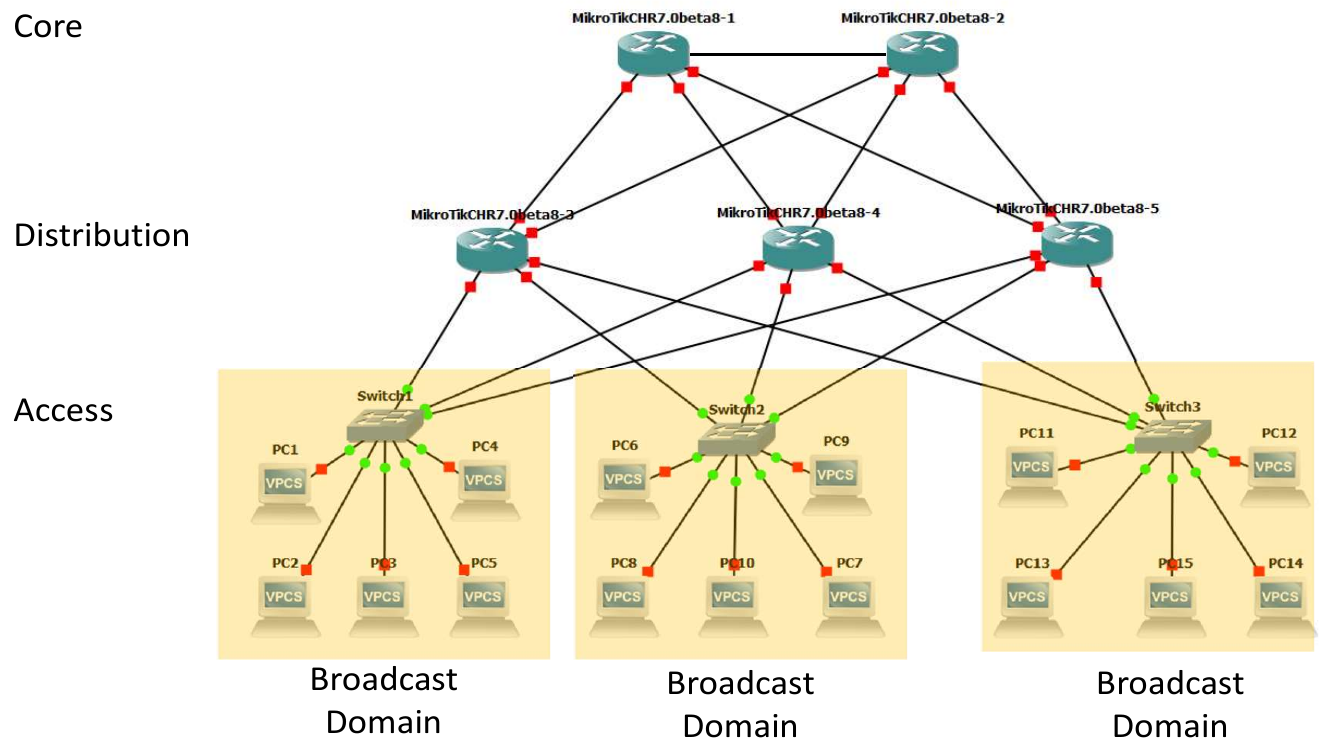 Core
MikroTikCHR7.0beta8-1
MikroTikCHR7.0beta8-2
Distribution
MikroTikCHR7.0beta8-3
MikroTikCHR7.0beta8-4
MikroTikCHR7.0beta8-5
Access
Switch1
Switch2
Switch3
PC1
PC4
PC6
PC9
PC11
PC12
VPCS
VPCS
VPCS
VPCS
VPCS
VPCS
PC2
PC3
PC5
PC8
PC10
PC7
PC13
PC15
PC14
VPCS
VPCS
VPCS
VPCS
VPCS
VPCS
VPCS
VPCS
VPCS
Broadcast
Domain
Broadcast
Domain
Broadcast
Domain